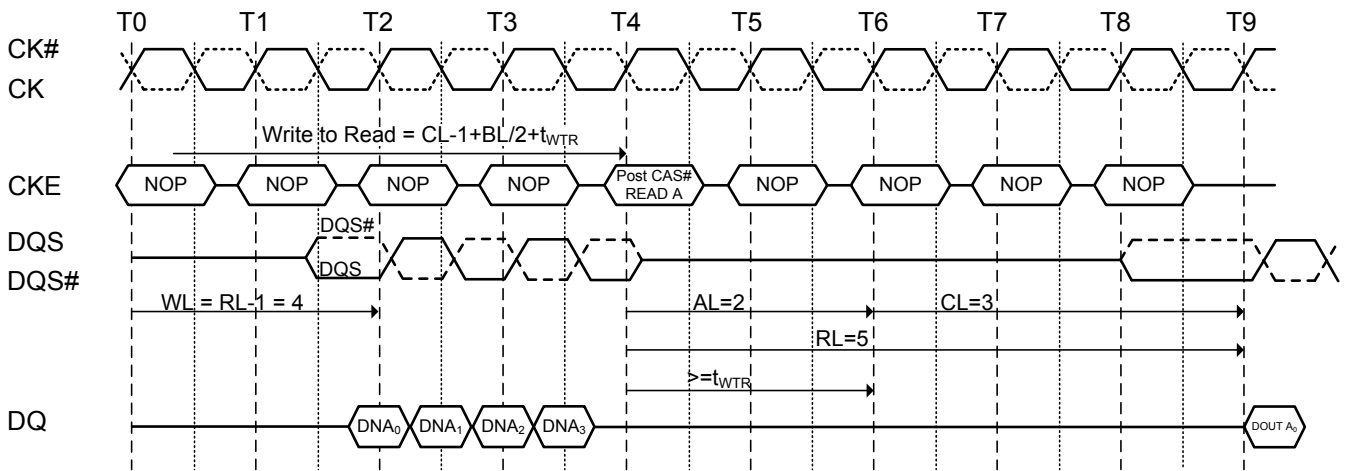 T0 T1 T2 T3 T4 T5 T6 T7 T8 T9
CK#
CK
Write to Read = CL-1+BL/2+tWTR
CKE NOP NOP NOP NOP Post CAS# READ A NOP NOP NOP NOP
DQS#
DQS
DQS
DQS#
WL = RL-1 = 4 AL=2 CL=3
RL=5
>=tWTR
DQ DNA0 DNA1 DNA2 DNA3 DOUT A0